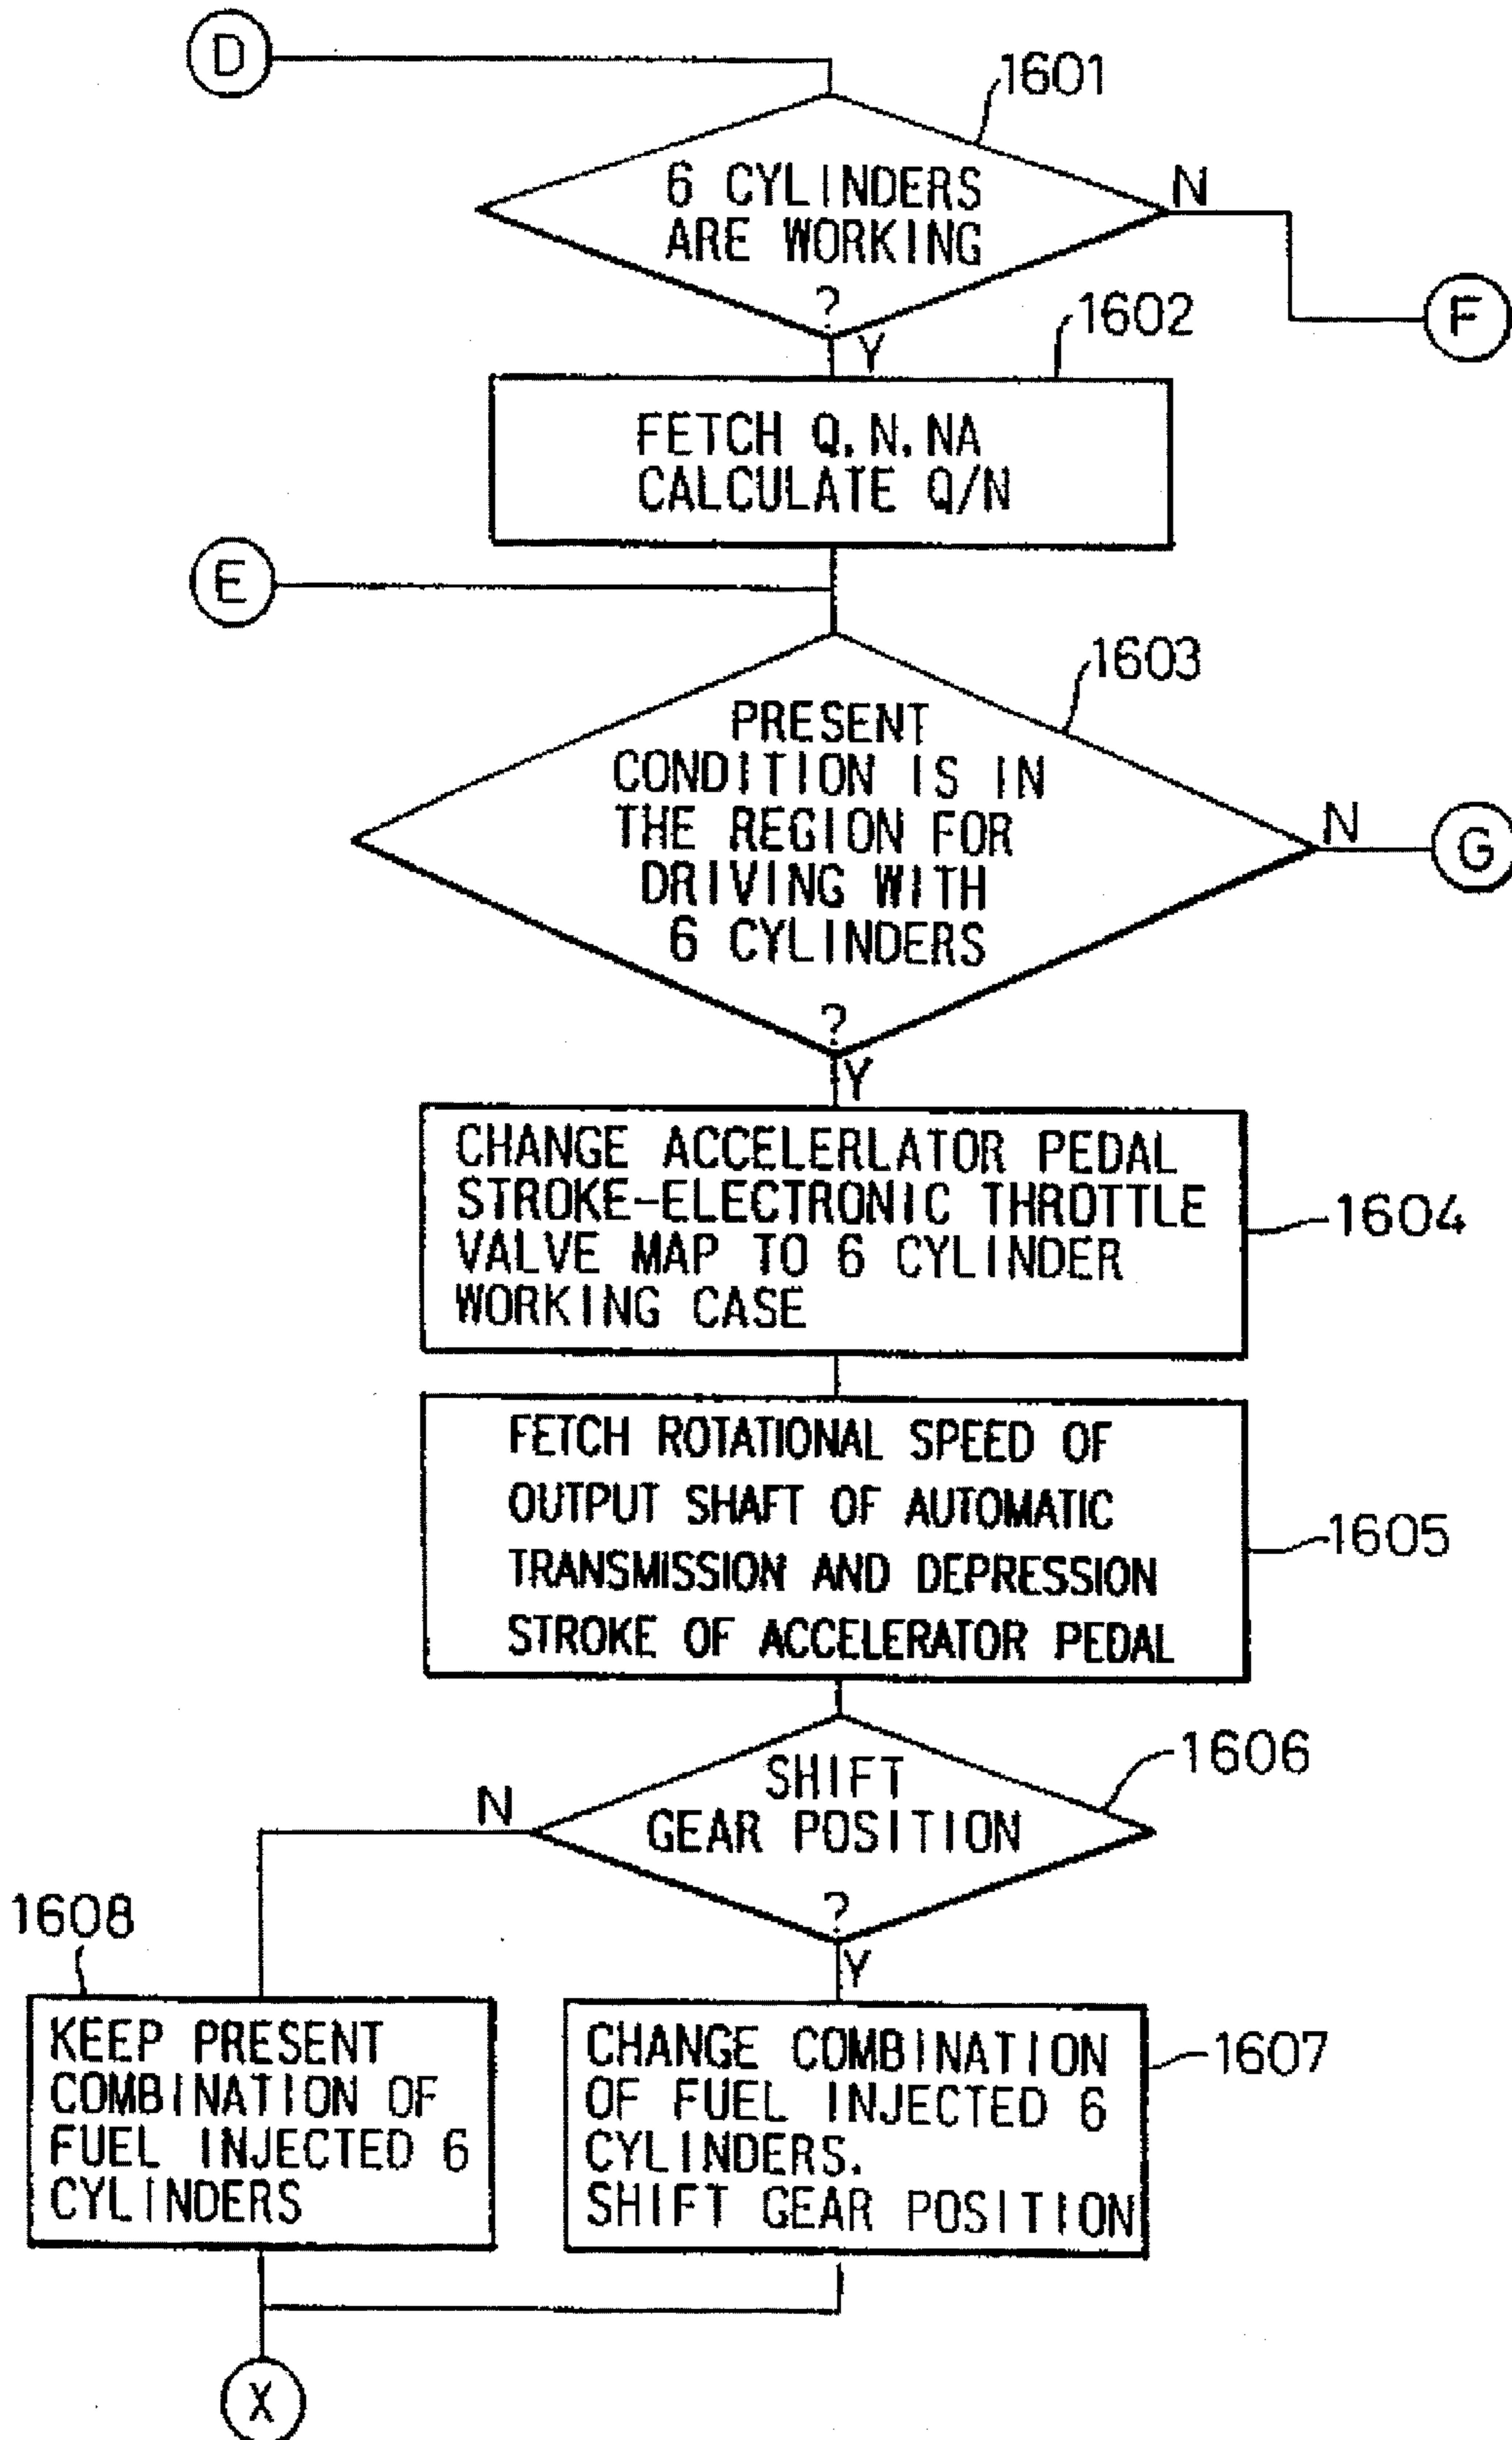 D
1601
6 CYLINDERS
ARE WORKING
?
N
F
Y
1602
FETCH Q. N. NA
CALCULATE Q/N
E
1603
PRESENT
CONDITION IS IN
THE REGION FOR
DRIVING WITH
6 CYLINDERS
?
N
G
Y
CHANGE ACCELERLATOR PEDAL
STROKE-ELECTRONIC THROTTLE
VALVE MAP TO 6 CYLINDER
WORKING CASE
1604
FETCH ROTATIONAL SPEED OF
OUTPUT SHAFT OF AUTOMATIC
TRANSMISSION AND DEPRESSION
STROKE OF ACCELERATOR PEDAL
1605
1606
SHIFT
GEAR POSITION
?
N
Y
1608
KEEP PRESENT
COMBINATION OF
FUEL INJECTED 6
CYLINDERS
CHANGE COMBINATION
OF FUEL INJECTED 6
CYLINDERS.
SHIFT GEAR POSITION
1607
X